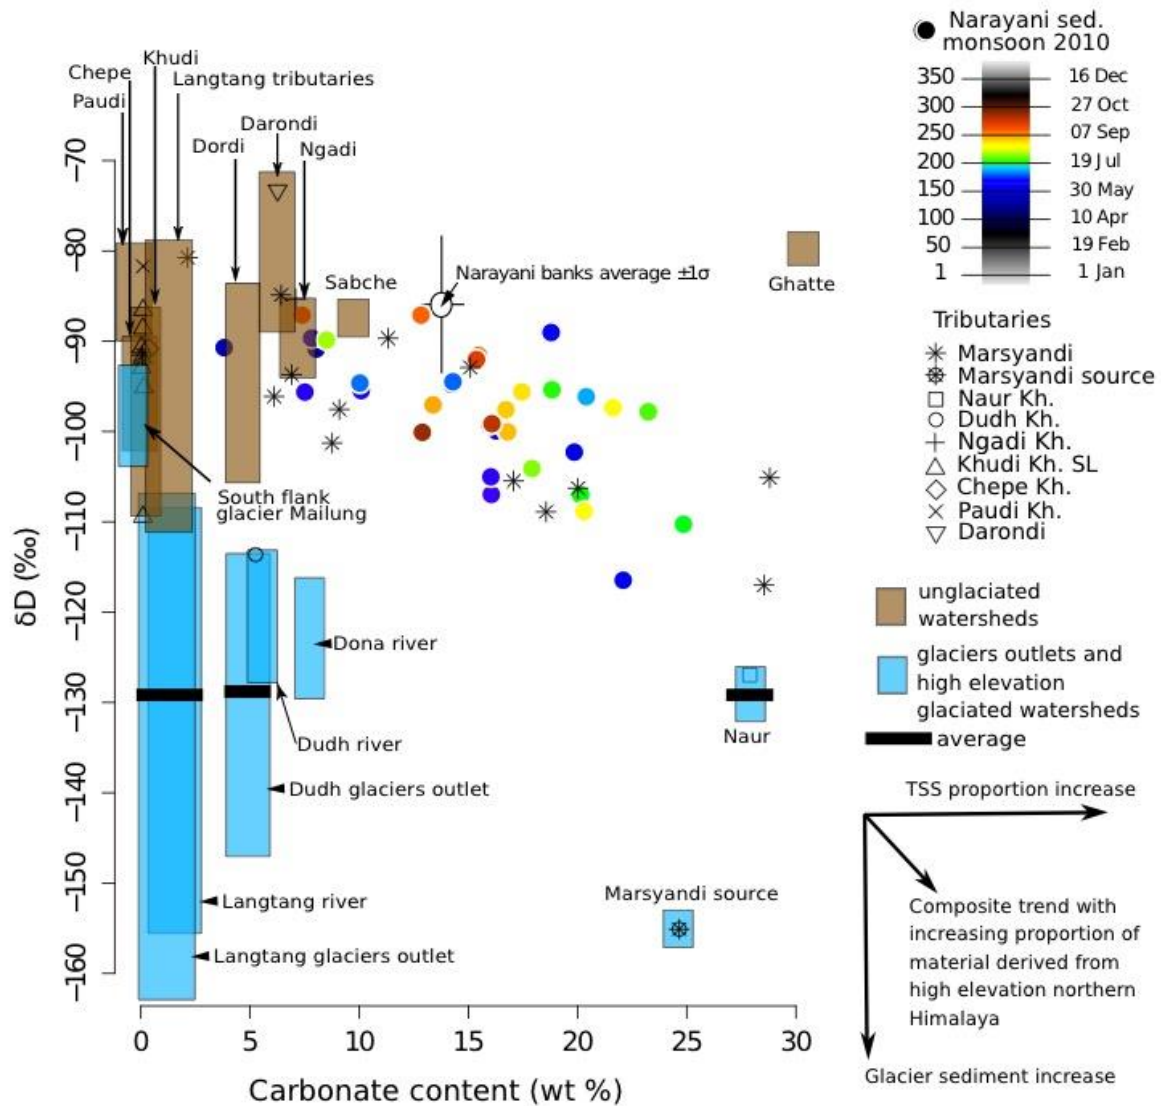 Narayani sed.
monsoon 2010
350 16 Dec
300 27 Oct
250 07 Sep
200 19 Jul
150 30 May
100 10 Apr
50 19 Feb
1 1 Jan
Khudi
Chepe
Langtang tributaries
Paudi
Darondi
Dordi
Ngadi
Sabche
Narayani banks average ±1σ
Ghatte
South flank
glacier Mailung
Dona river
Dudh river
Dudh glaciers outlet
Naur
Marsyandi source
Langtang river
Langtang glaciers outlet
δD (‰)
−70
−80
−90
−100
−110
−120
−130
−140
−150
−160
0 5 10 15 20 25 30
Carbonate content (wt %)
Tributaries
Marsyandi
Marsyandi source
Naur Kh.
Dudh Kh.
Ngadi Kh.
Khudi Kh. SL
Chepe Kh.
Paudi Kh.
Darondi
unglaciated
watersheds
glaciers outlets and
high elevation
glaciated watersheds
average
TSS proportion increase
Composite trend with
increasing proportion of
material derived from
high elevation northern
Himalaya
Glacier sediment increase